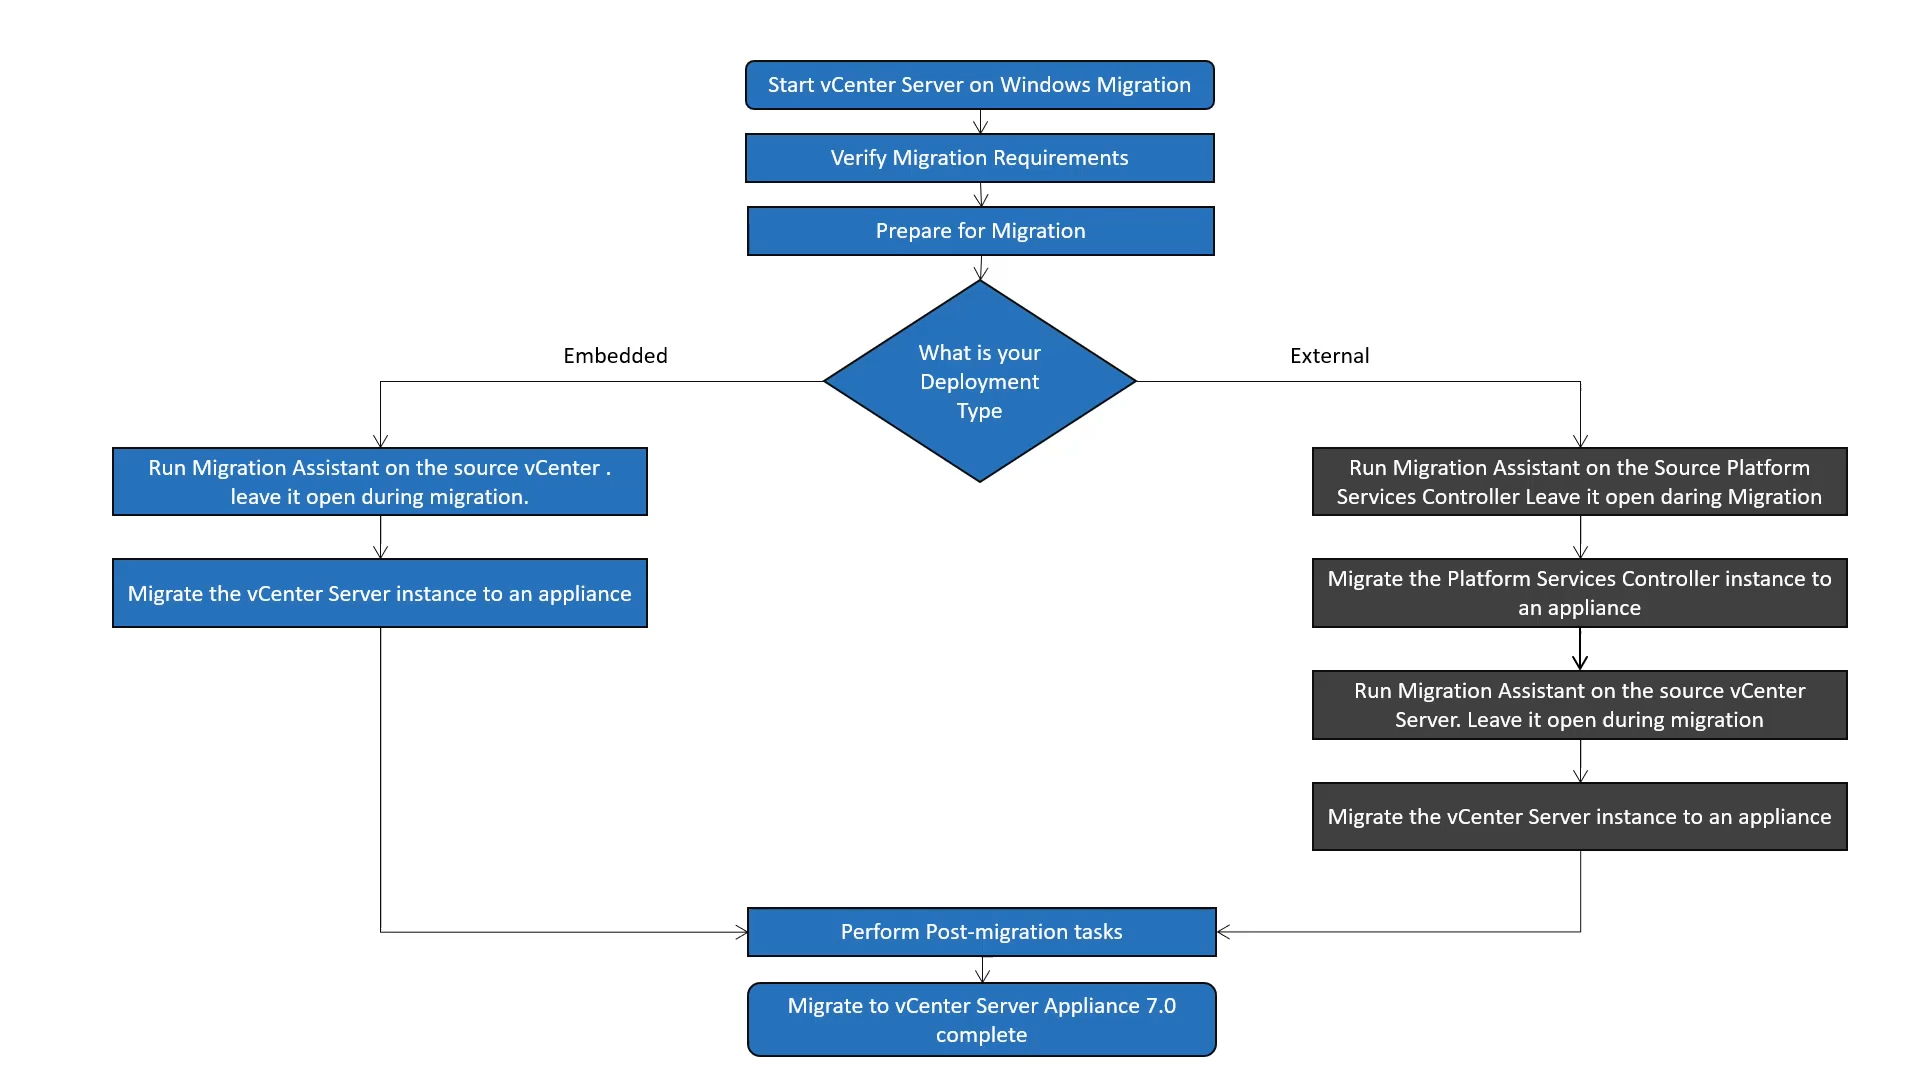 Start vCenter Server on Windows Migration
Verify Migration Requirements
Prepare for Migration
What is your
Deployment
Type
Embedded
External
Run Migration Assistant on the source vCenter .
leave it open during migration.
Migrate the vCenter Server instance to an appliance
Run Migration Assistant on the Source Platform
Services Controller Leave it open daring Migration
Migrate the Platform Services Controller instance to
an appliance
Run Migration Assistant on the source vCenter
Server. Leave it open during migration
Migrate the vCenter Server instance to an appliance
Perform Post-migration tasks
Migrate to vCenter Server Appliance 7.0
complete